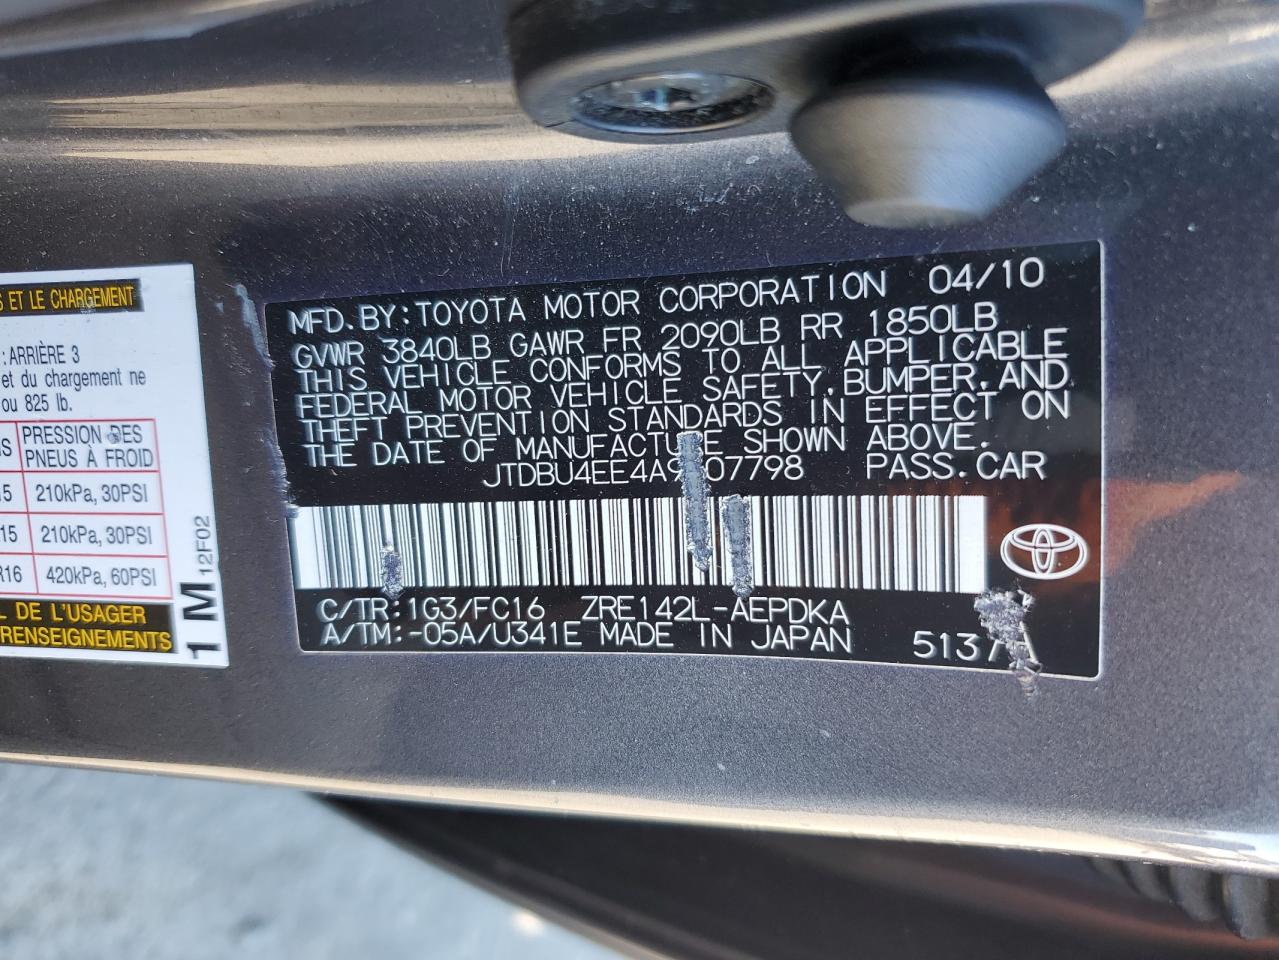 S ET LE CHARGEMENT
: ARRIÈRE 3
et du chargement ne
ou 825 lb.
PRESSION DES
PNEUS À FROID
15 210kPa, 30PSI
15 210kPa, 30PSI
R16 420kPa, 60PSI
L DE L'USAGER
RENSEIGNEMENTS
1 M 12F02
MFD. BY: TOYOTA MOTOR CORPORATION 04/10
GVWR 3840LB GAWR FR 2090LB RR 1850LB
THIS VEHICLE CONFORMS TO ALL APPLICABLE
FEDERAL MOTOR VEHICLE SAFETY, BUMPER, AND
THEFT PREVENTION STANDARDS IN EFFECT ON
THE DATE OF MANUFACTURE SHOWN ABOVE.
PASS. CAR
C/TR: 1G3/FC16 ZRE142L-AEPDKA
A/TM: -05A/U341E MADE IN JAPAN